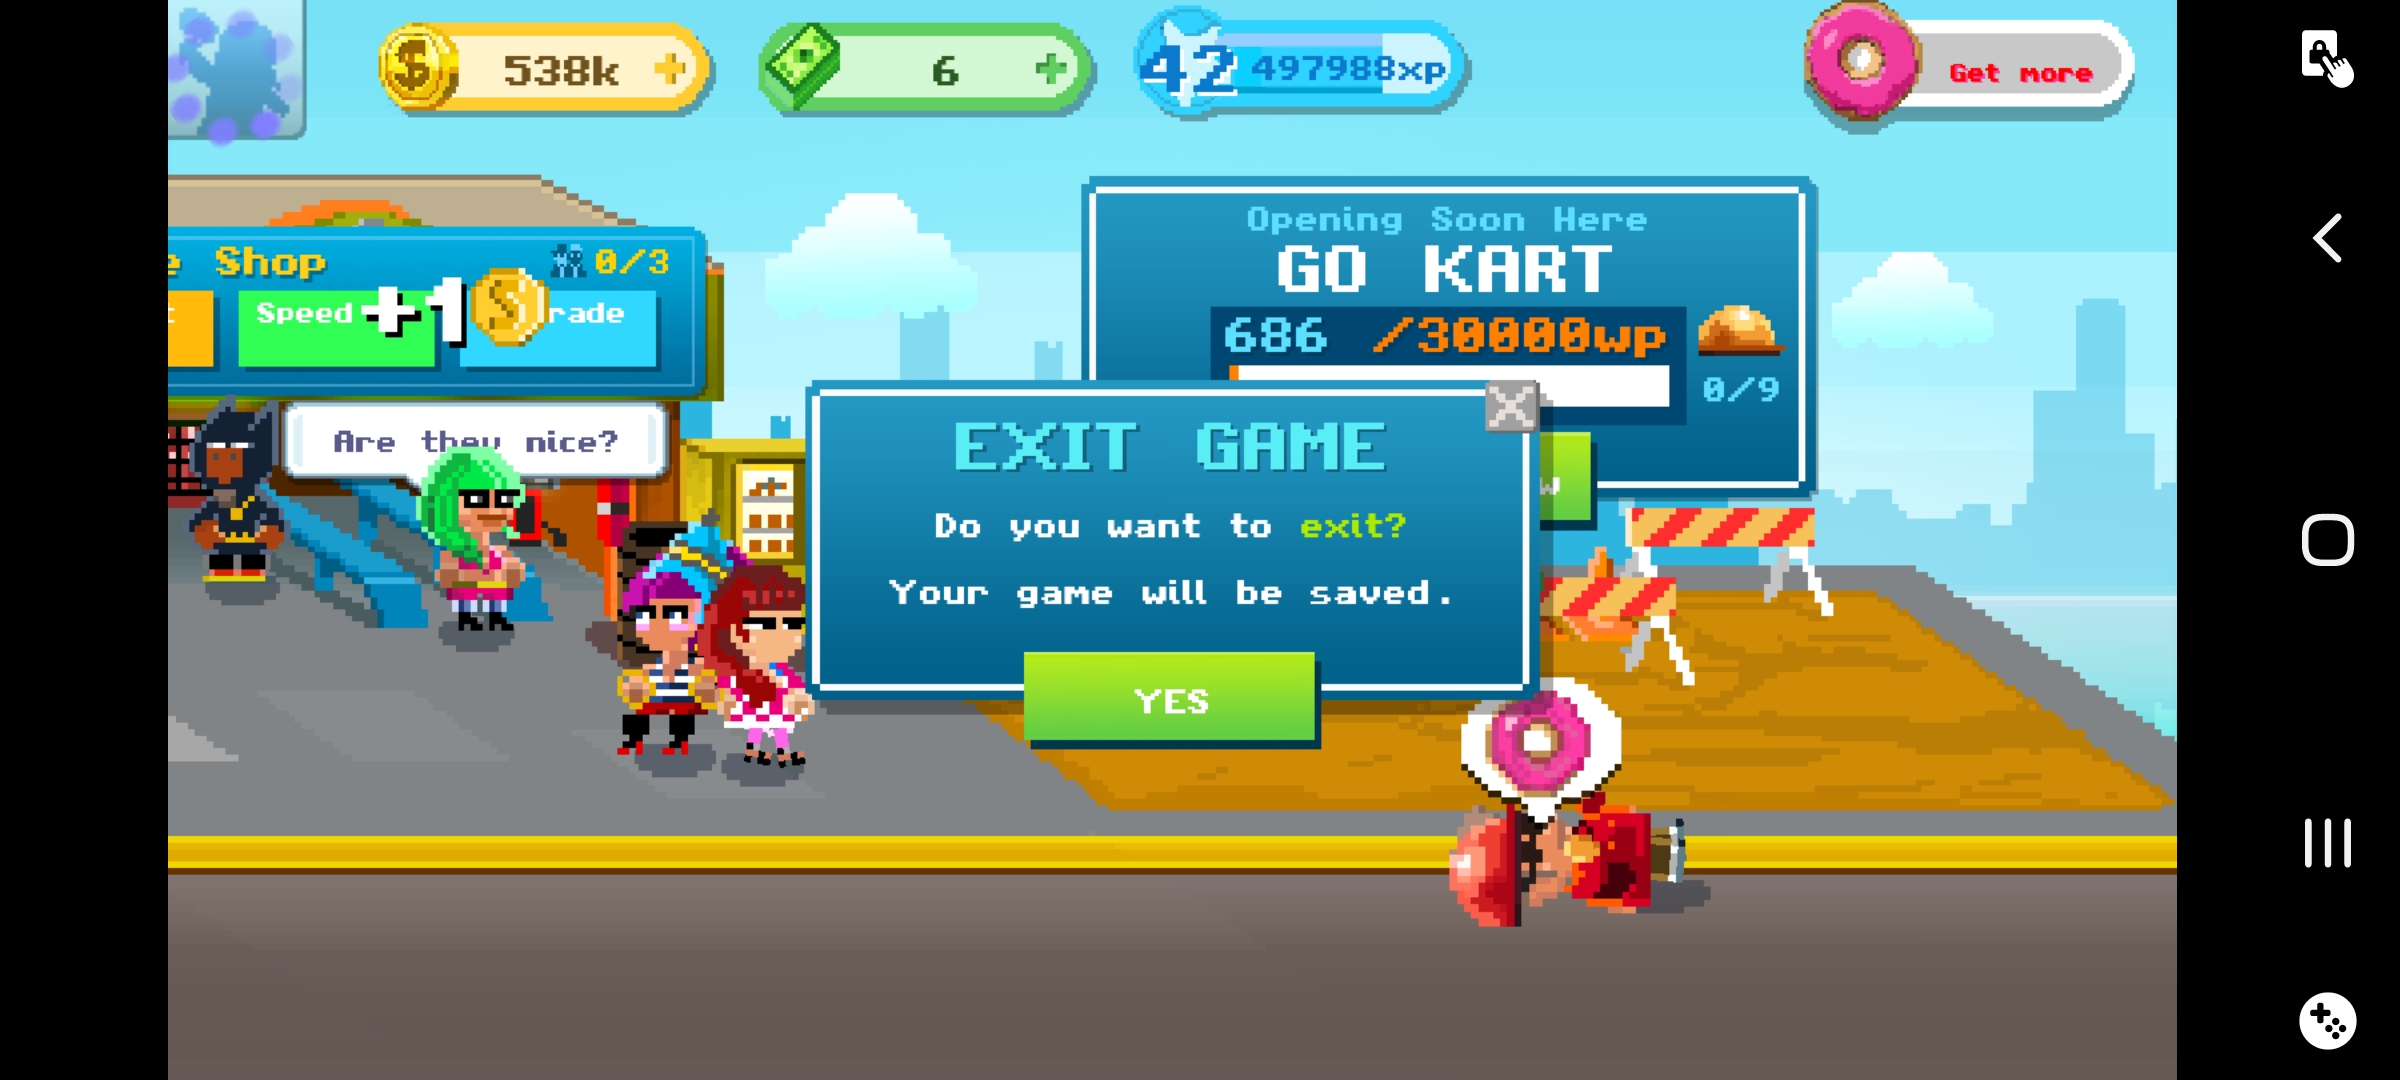 538k
6
42 497988xp
Get more
Shop
0/3
Speed
+1
Are they nice?
Opening Soon Here
GO KART
686 /30000wp
0/9
EXIT GAME
Do you want to exit?
Your game will be saved.
YES